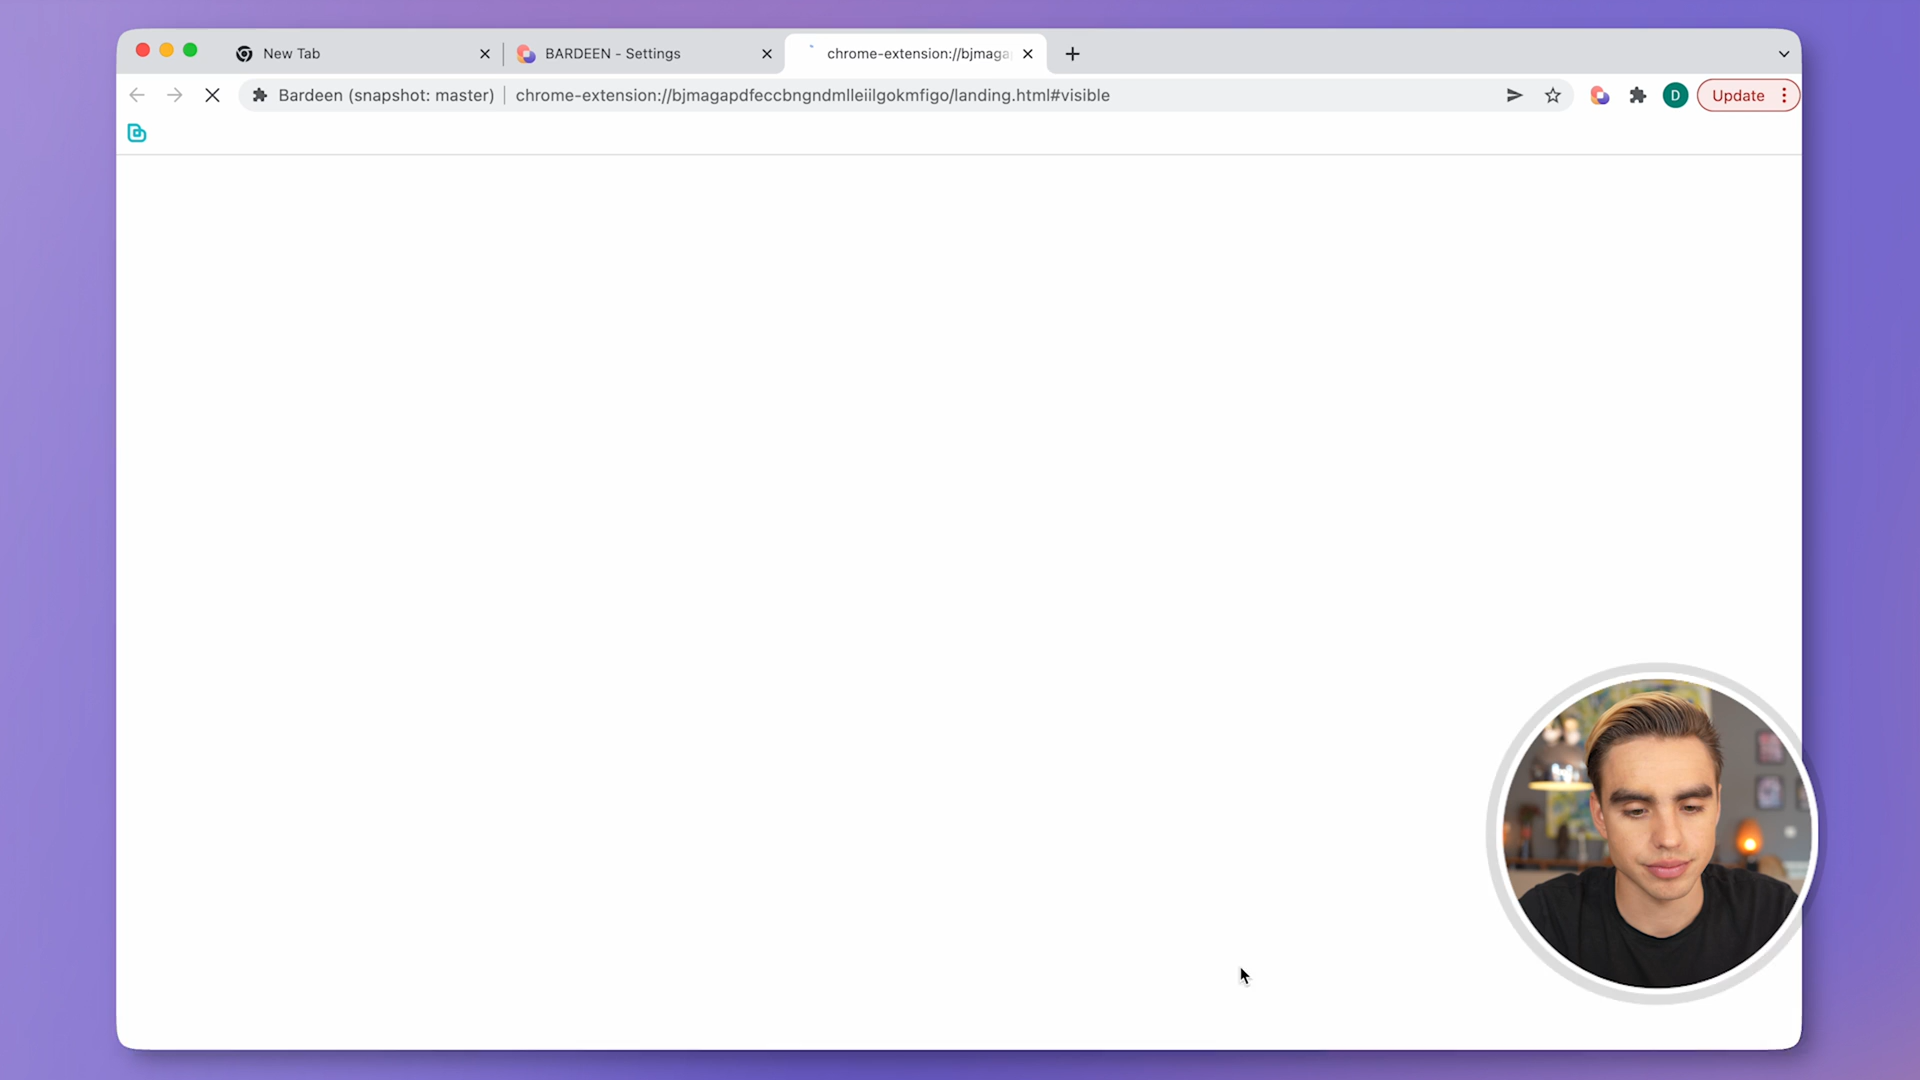 New Tab
BARDEEN - Settings
chrome-extension://bjmaga
Bardeen (snapshot: master)
chrome-extension://bjmagapdfeccbngndmlleiilgokmfigo/landing.html#visible
D
Update